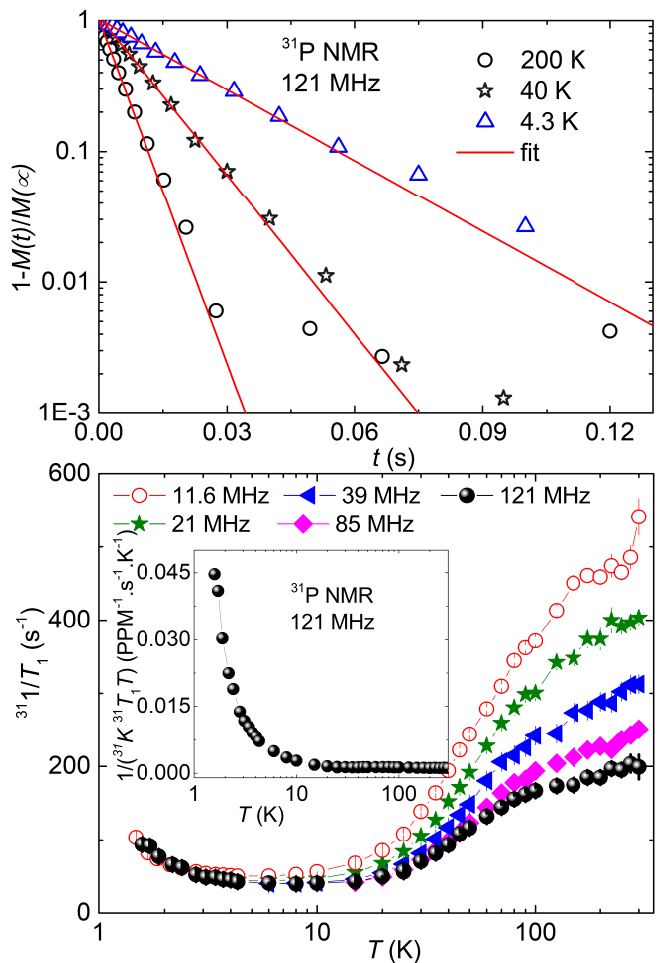 1
0.1
0.01
1E-3
1-M(t)/M(∝)
³¹P NMR
121 MHz
200 K
40 K
4.3 K
fit
0.00 0.03 0.06 0.09 0.12
t (s)
600
400
200
0
³¹1/T₁ (s⁻¹)
11.6 MHz 39 MHz 121 MHz
21 MHz 85 MHz
0.045
0.030
0.015
0.000
1/(³¹K ³¹T₁T) (PPM⁻¹.s⁻¹.K⁻¹)
³¹P NMR
121 MHz
1 10 100
T (K)
1 10 100
T (K)